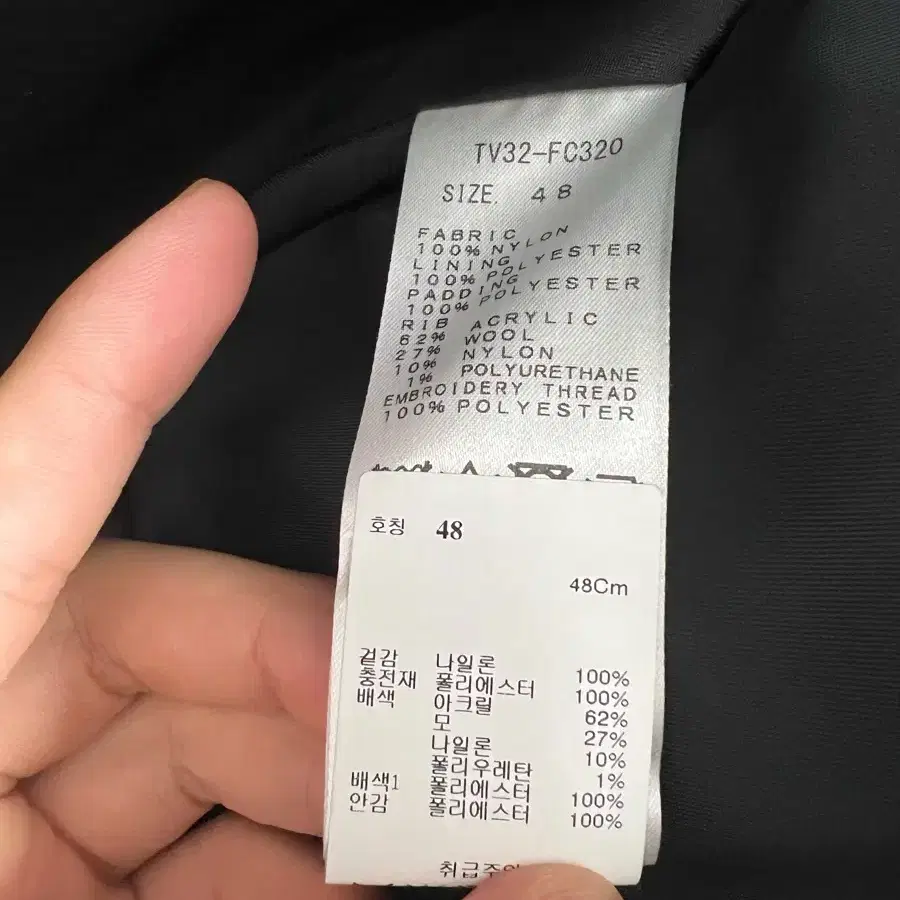 TV32-FC320
SIZE. 48
FABRIC
100% NYLON
LINING
100% POLYESTER
PADDING
100% POLYESTER
RIB
62% ACRYLIC
27% WOOL
10% NYLON
1% POLYURETHANE
EMBROIDERY THREAD
100% POLYESTER
호칭 48
48Cm
겉감 나일론 100%
충전재 폴리에스터 100%
배색 아크릴 62%
모 27%
나일론 10%
폴리우레탄 1%
배색1 폴리에스터 100%
안감 폴리에스터 100%
취급주의